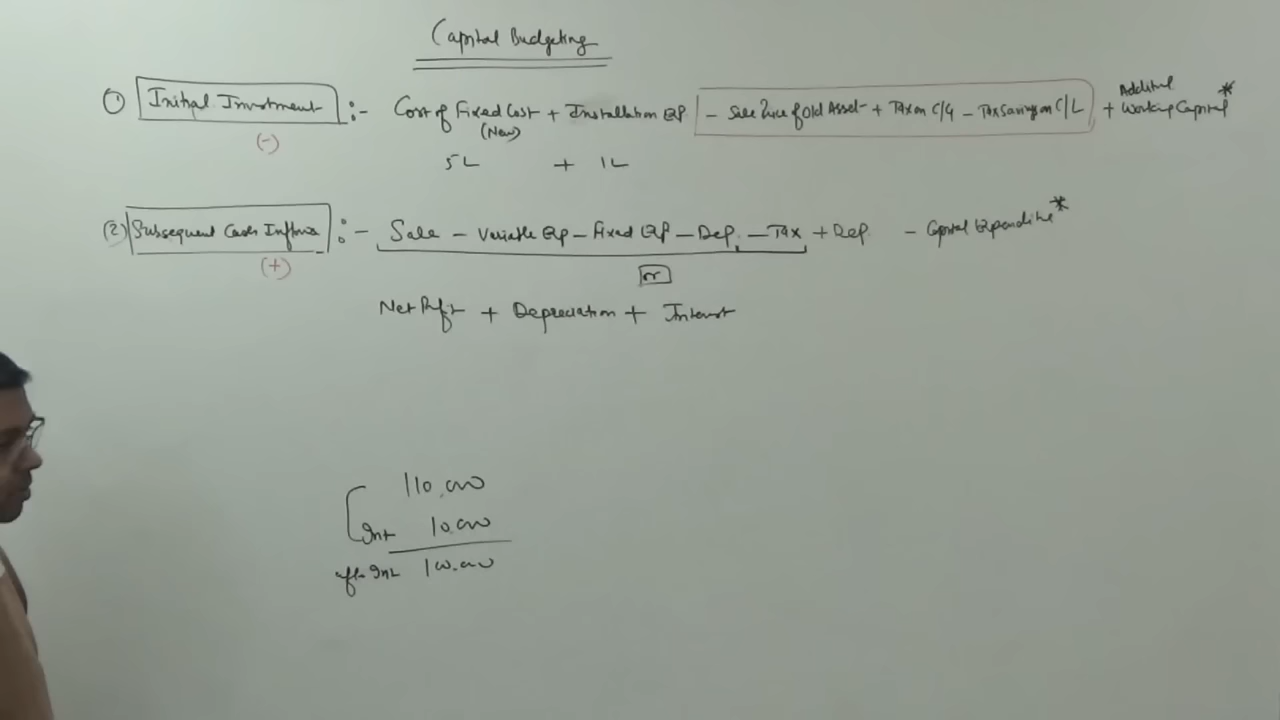 Capital Budgeting
① Initial Investment :- Cost of Fixed Cost + Installation Exp. - Sale Price of Old Asset + Tax on C/G - Tax Saving on C/L + Additional Working Capital *
(New)
(-)
5L + 1L
(2) Subsequent Cash Inflows :- Sale - Variable Exp - Fixed Exp - Dep. - Tax + Dep. - Capital Expenditure *
(+)
or
Net Profit + Depreciation + Interest
110,000
Int 10,000
after Int 100,000